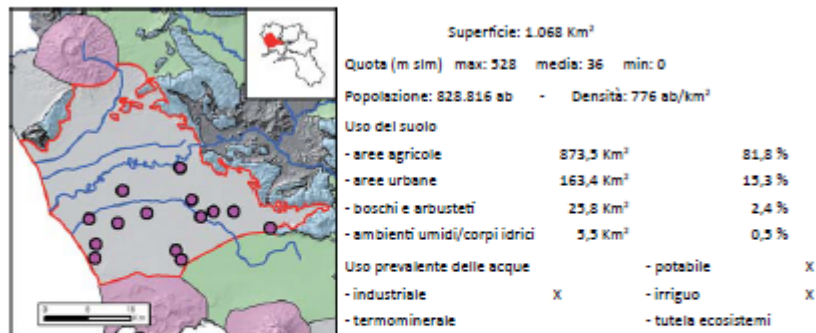 Superficie: 1.068 Km²
Quota (m slm) max: 528 media: 36 min: 0
Popolazione: 828.816 ab - Densità: 776 ab/km²
Uso del suolo
- aree agricole 873,5 Km² 81,8 %
- aree urbane 163,4 Km² 15,3 %
- boschi e arbusteti 25,8 Km² 2,4 %
- ambienti umidi/corpi idrici 5,5 Km² 0,5 %
Uso prevalente delle acque - potabile X
- industriale X - irriguo X
- termominerale - tutela ecosistemi